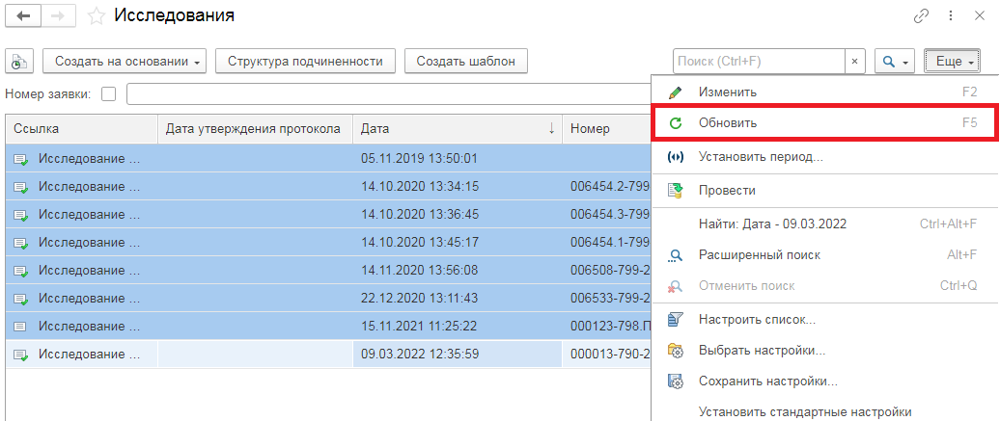 Исследования
Создать на основании
Структура подчиненности
Создать шаблон
Поиск (Ctrl+F)
×
Еще
Номер заявки:
Ссылка
Дата утверждения протокола
Дата ↓
Номер
Исследование ... 05.11.2019 13:50:01
Исследование ... 14.10.2020 13:34:15 006454.2-799
Исследование ... 14.10.2020 13:36:45 006453.2-799
Исследование ... 14.10.2020 13:45:17 006454.1-799
Исследование ... 14.11.2020 13:56:08 006508-799-2
Исследование ... 22.12.2020 13:11:43 006533-799-2
Исследование ... 15.11.2021 11:25:22 000123-798.П
Исследование ... 09.03.2022 12:35:59 000013-790-2
Изменить F2
Обновить F5
Установить период...
Провести
Найти: Дата - 09.03.2022 Ctrl+Alt+F
Расширенный поиск Alt+F
Отменить поиск Ctrl+Q
Настроить список...
Выбрать настройки...
Сохранить настройки...
Установить стандартные настройки